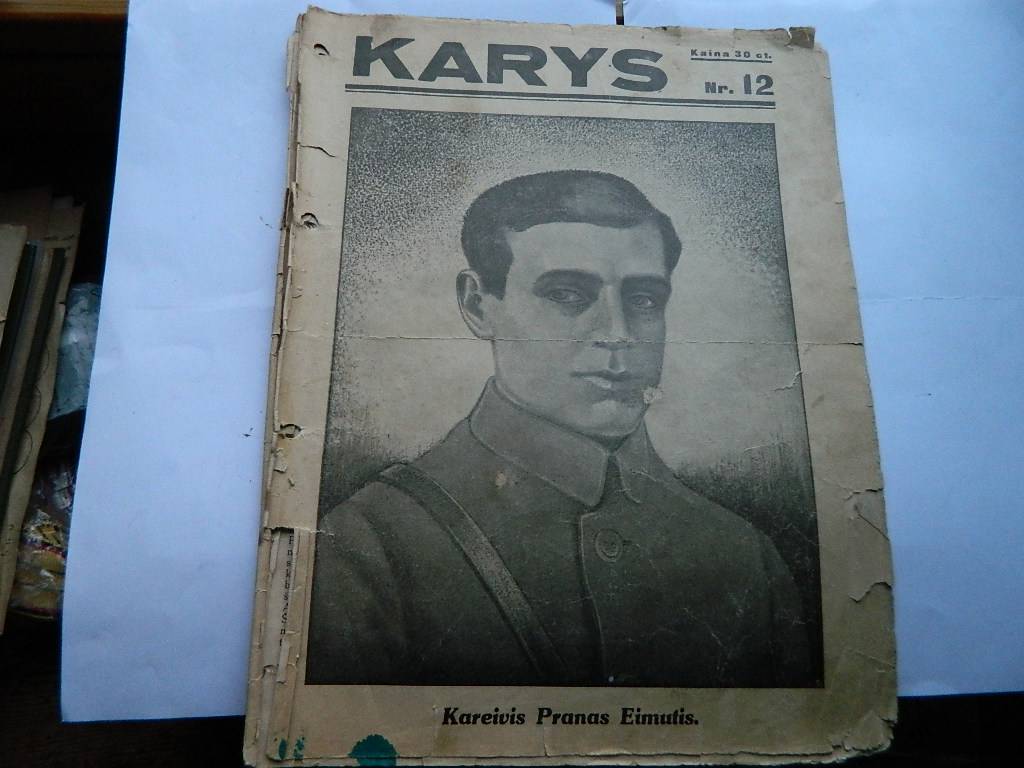 KARYS
Kaina 30 ct.
Nr. 12
Kareivis Pranas Eimutis.